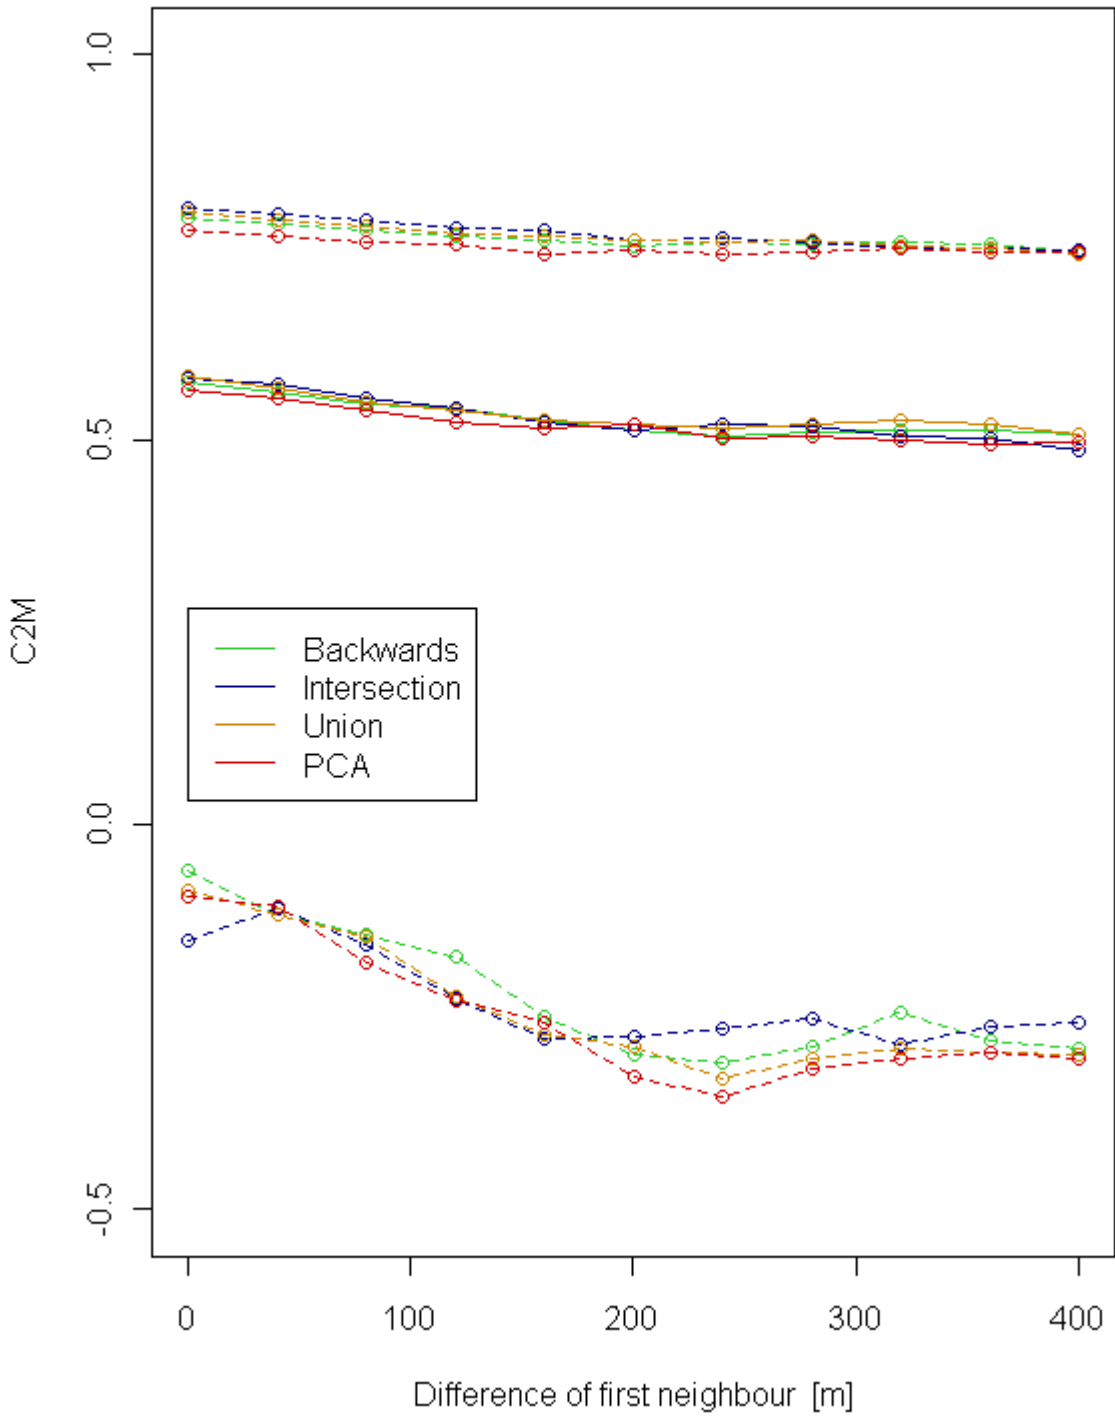 1.0
0.5
0.0
-0.5
C2M
Backwards
Intersection
Union
PCA
0 100 200 300 400
Difference of first neighbour [m]